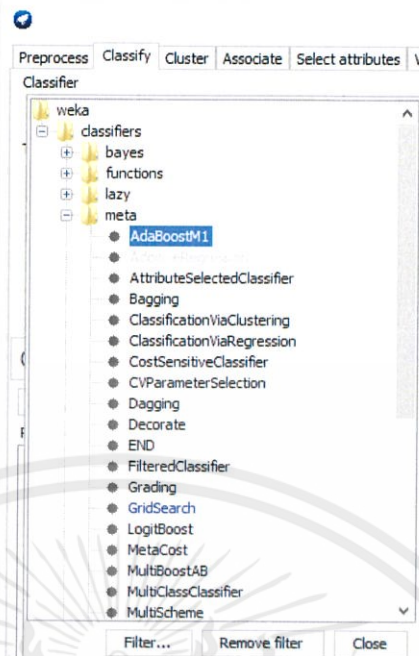 Preprocess Classify Cluster Associate Select attributes
Classifier
weka
classifiers
bayes
functions
lazy
meta
AdaBoostM1
AttributeSelectedClassifier
Bagging
ClassificationViaClustering
ClassificationViaRegression
CostSensitiveClassifier
CVParameterSelection
Dagging
Decorate
END
FilteredClassifier
Grading
GridSearch
LogitBoost
MetaCost
MultiBoostAB
MultiClassClassifier
MultiScheme
Filter... Remove filter Close